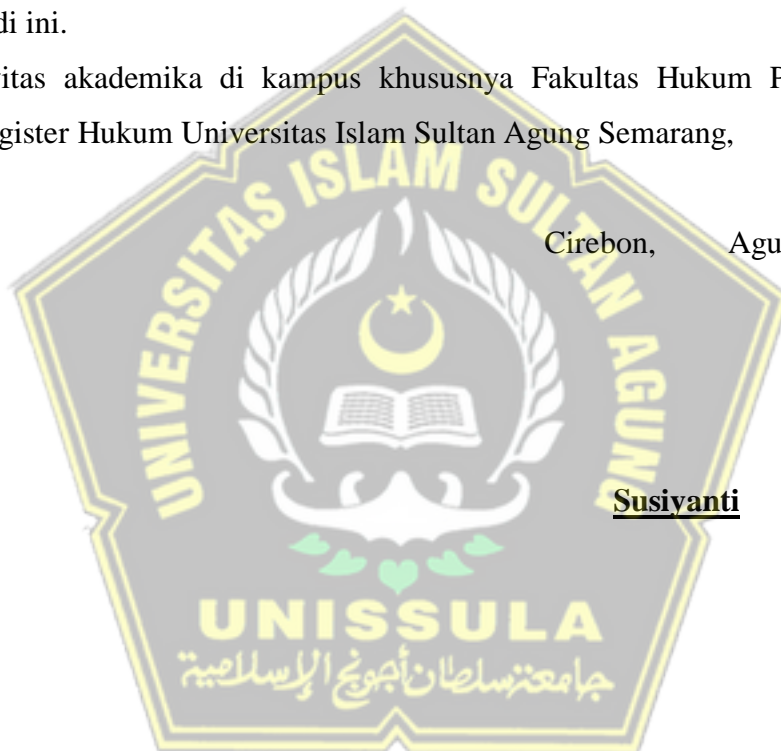 di ini.
vitas akademika di kampus khususnya Fakultas Hukum P
gister Hukum Universitas Islam Sultan Agung Semarang,
Cirebon, Agu
Susiyanti
UNIVERSITAS ISLAM SULTAN AGUNG
UNISSULA
جامعة سلطان أجونج الإسلامية